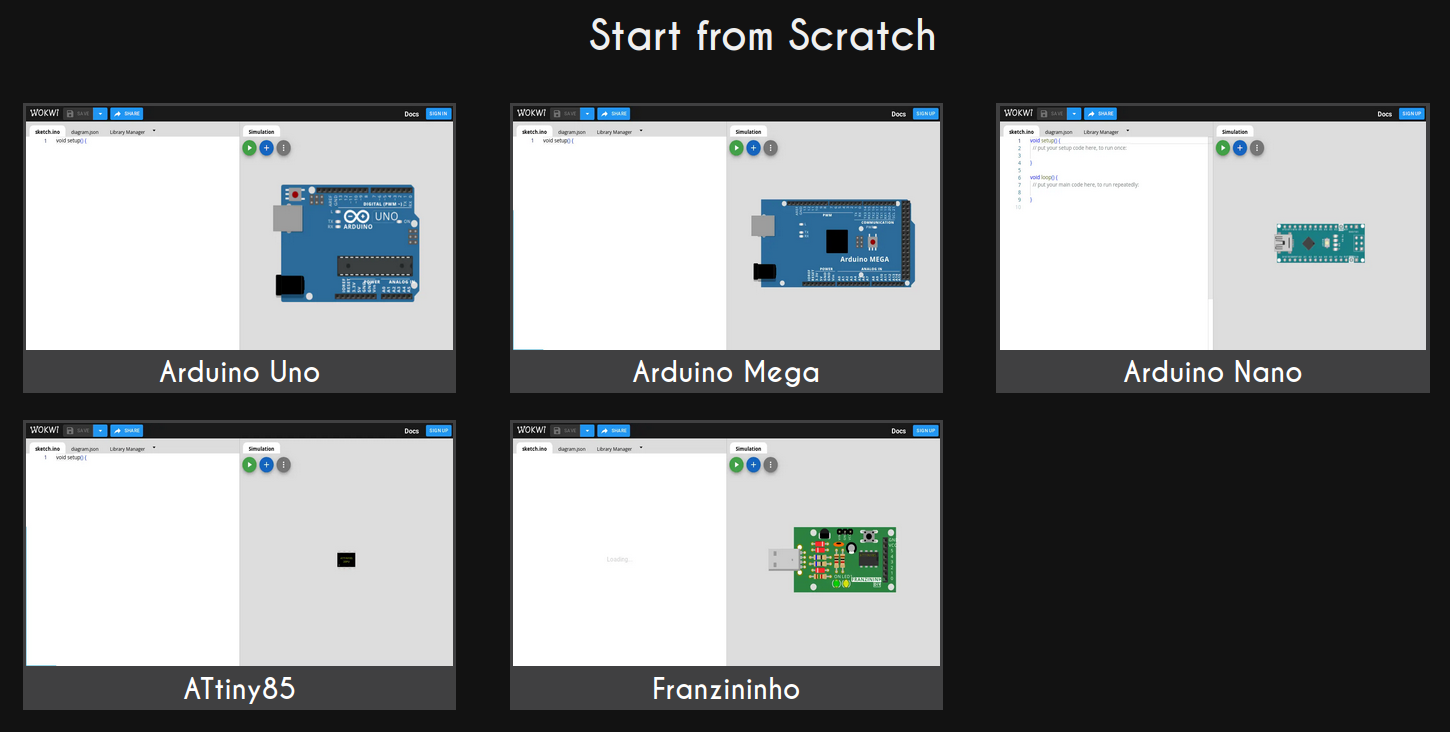 Start from Scratch
WOKWI SAVE SHARE Docs SIGN IN
sketch.ino diagram.json Library Manager Simulation
1 void setup() {
DIGITAL (PWM ~)
L
TX
RX
UNO
ON
ARDUINO
POWER ANALOG IN
Arduino Uno
WOKWI SAVE SHARE Docs SIGN UP
sketch.ino diagram.json Library Manager Simulation
1 void setup() {
PWM
COMMUNICATION
L
TX
RX
Arduino MEGA
POWER ANALOG IN
Arduino Mega
WOKWI SAVE SHARE Docs SIGN UP
sketch.ino diagram.json Library Manager Simulation
1 void setup() {
2 // put your setup code here, to run once:
3
4 }
5
6 void loop() {
7 // put your main code here, to run repeatedly:
8
9 }
10
Arduino Nano
WOKWI SAVE SHARE Docs SIGN UP
sketch.ino diagram.json Library Manager Simulation
1 void setup() {
ATtiny85
WOKWI SAVE SHARE Docs SIGN UP
sketch.ino diagram.json Library Manager Simulation
Loading...
ON LED
FRANZININHO
Franzininho